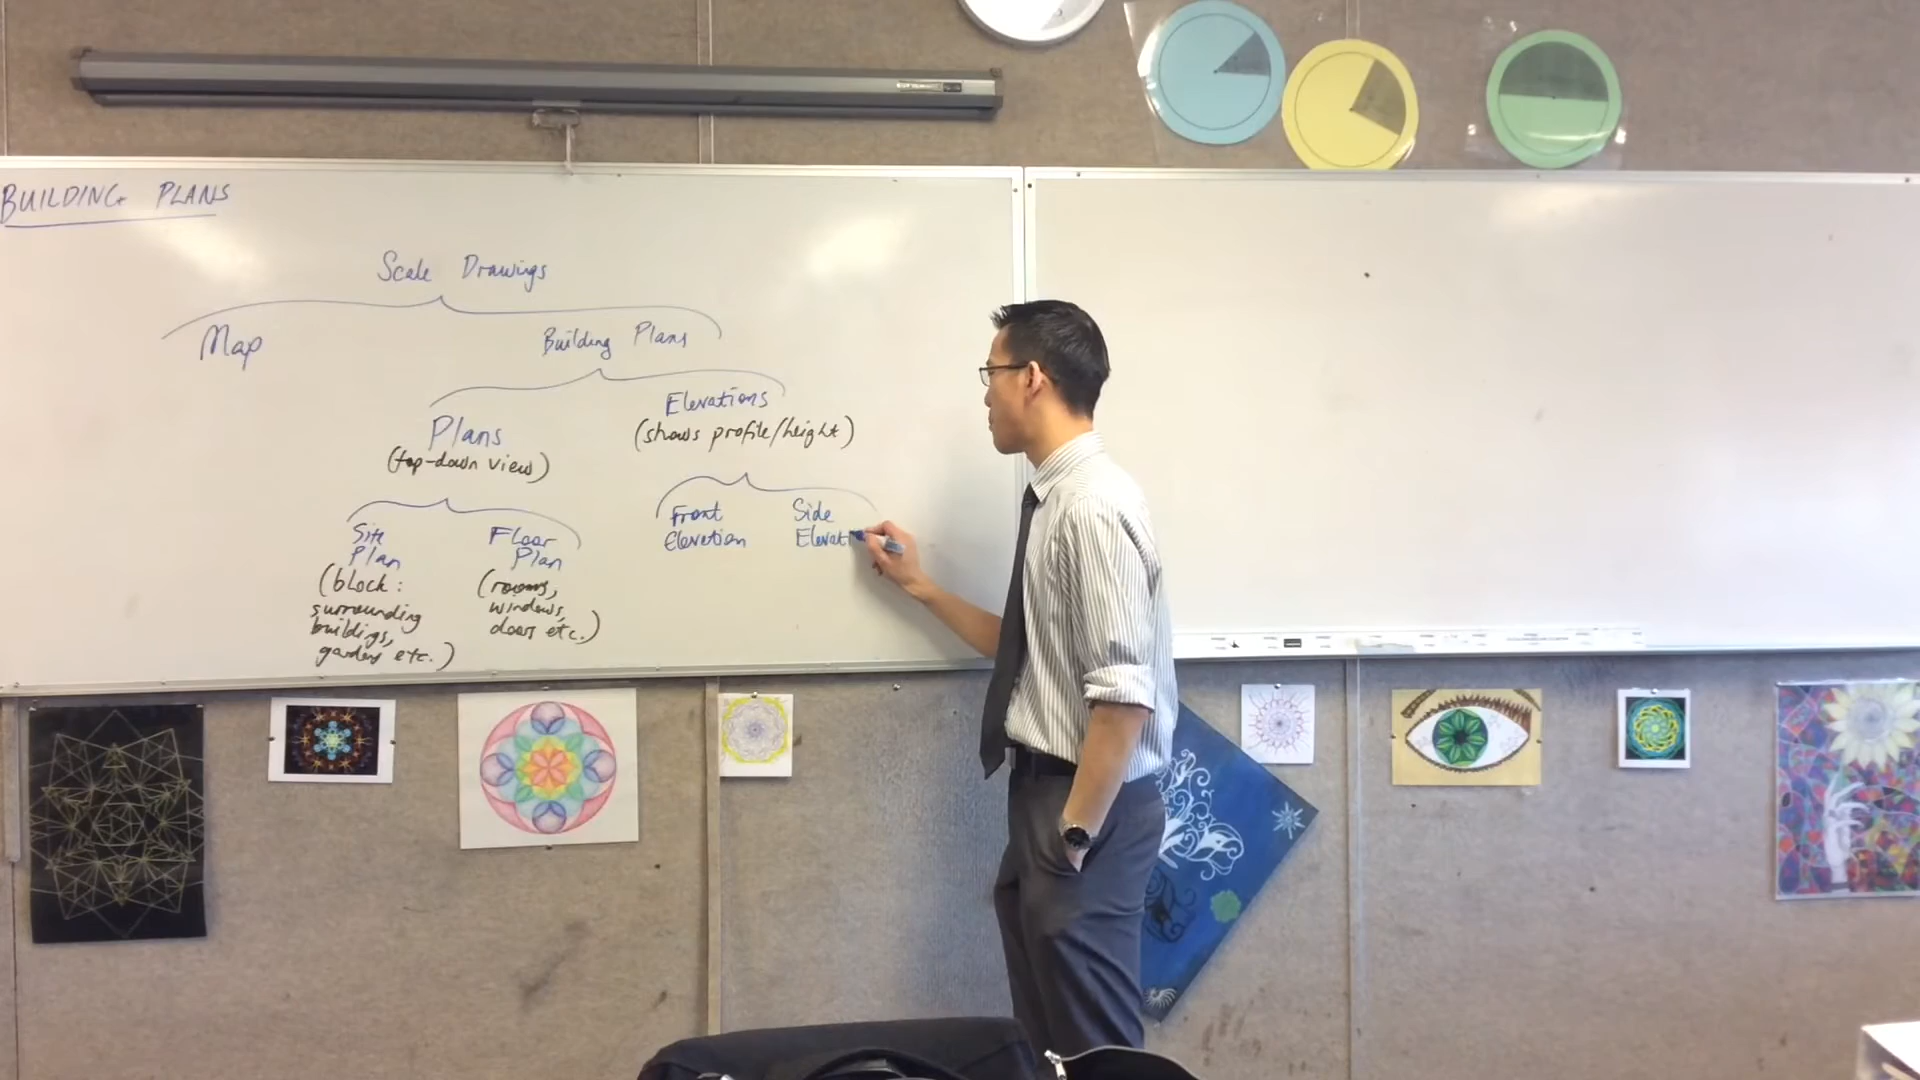 BUILDING PLANS
Scale Drawings
Map
Building Plans
Elevations
(shows profile/height)
Plans
(top-down view)
Front
Elevation
Side
Elevat
Site
Plan
(block:
surrounding
buildings,
gardens etc.)
Floor
Plan
(rooms,
windows,
doors etc.)